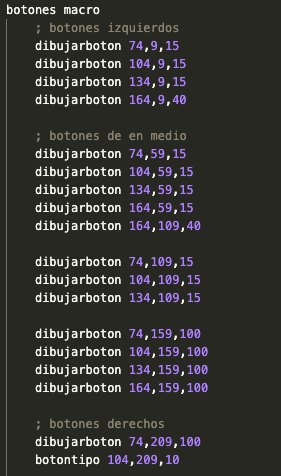 botones macro
; botones izquierdos
dibujarboton 74,9,15
dibujarboton 104,9,15
dibujarboton 134,9,15
dibujarboton 164,9,40
; botones de en medio
dibujarboton 74,59,15
dibujarboton 104,59,15
dibujarboton 134,59,15
dibujarboton 164,59,15
dibujarboton 164,109,40
dibujarboton 74,109,15
dibujarboton 104,109,15
dibujarboton 134,109,15
dibujarboton 74,159,100
dibujarboton 104,159,100
dibujarboton 134,159,100
dibujarboton 164,159,100
; botones derechos
dibujarboton 74,209,100
botontipo 104,209,10